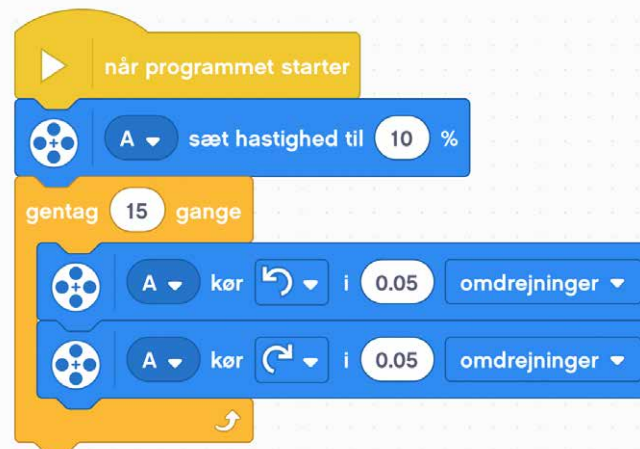 når programmet starter
A sæt hastighed til 10 %
gentag 15 gange
A kør i 0.05 omdrejninger
A kør i 0.05 omdrejninger